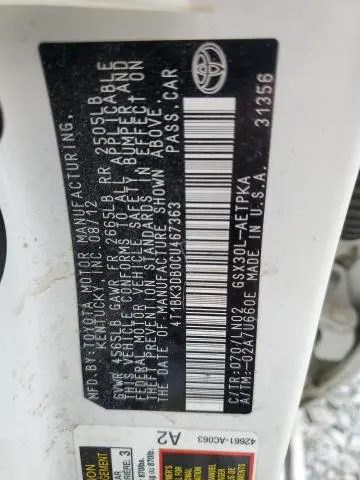 TOYOTA MOTOR MANUFACTURING,
KENTUCKY, INC. 08/12
GVWR 4565LB GAWR FR 2665LB RR 2505LB
THIS VEHICLE CONFORMS TO ALL APPLICABLE
FEDERAL MOTOR VEHICLE SAFETY, BUMPER, AND
THEFT PREVENTION STANDARDS IN EFFECT ON
THE DATE OF MANUFACTURE SHOWN ABOVE.
4T1BK3DB0CU467363 PASS.CAR
C/TR:070/LN02 GSX30L-AETPKA
A/TM:-02A/U660E MADE IN U.S.A.
31356
TOYOTA
42661-AC063
A2